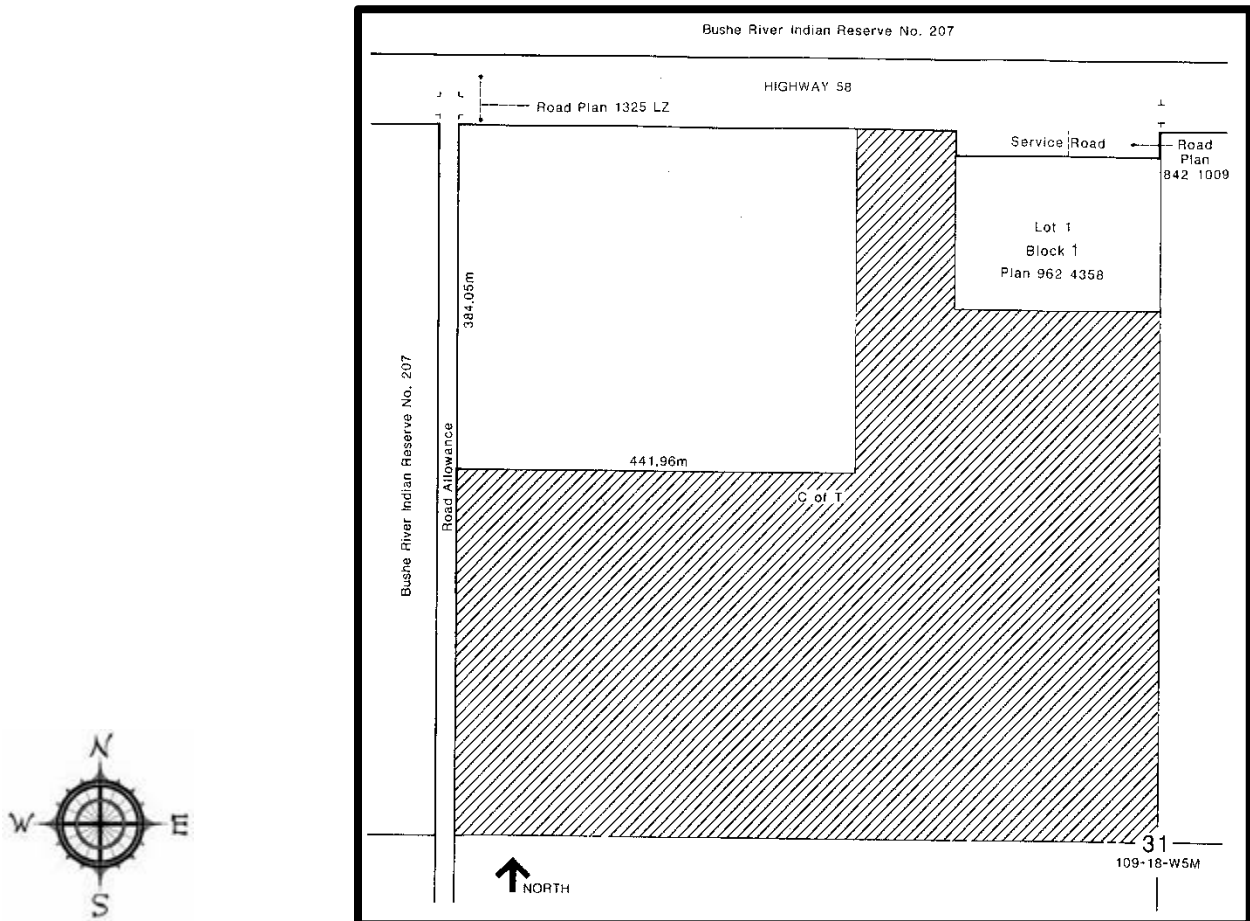 Bushe River Indian Reserve No. 207
HIGHWAY 58
Road Plan 1325 LZ
Service Road
Road
Plan
842 1009
Lot 1
Block 1
Plan 962 4358
384.05m
Bushe River Indian Reserve No. 207
Road Allowance
441.96m
C of T
31
109-18-W5M
NORTH
N
W
E
S